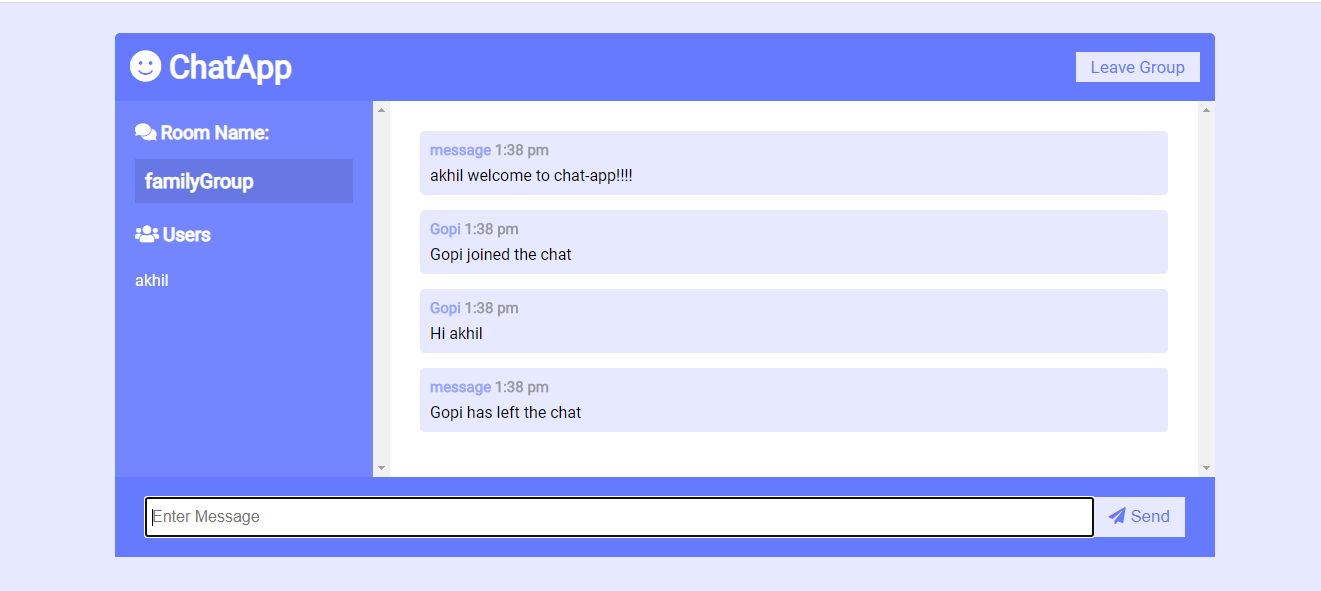 ChatApp
Leave Group
Room Name:
familyGroup
Users
akhil
message 1:38 pm
akhil welcome to chat-app!!!!
Gopi 1:38 pm
Gopi joined the chat
Gopi 1:38 pm
Hi akhil
message 1:38 pm
Gopi has left the chat
Enter Message
Send